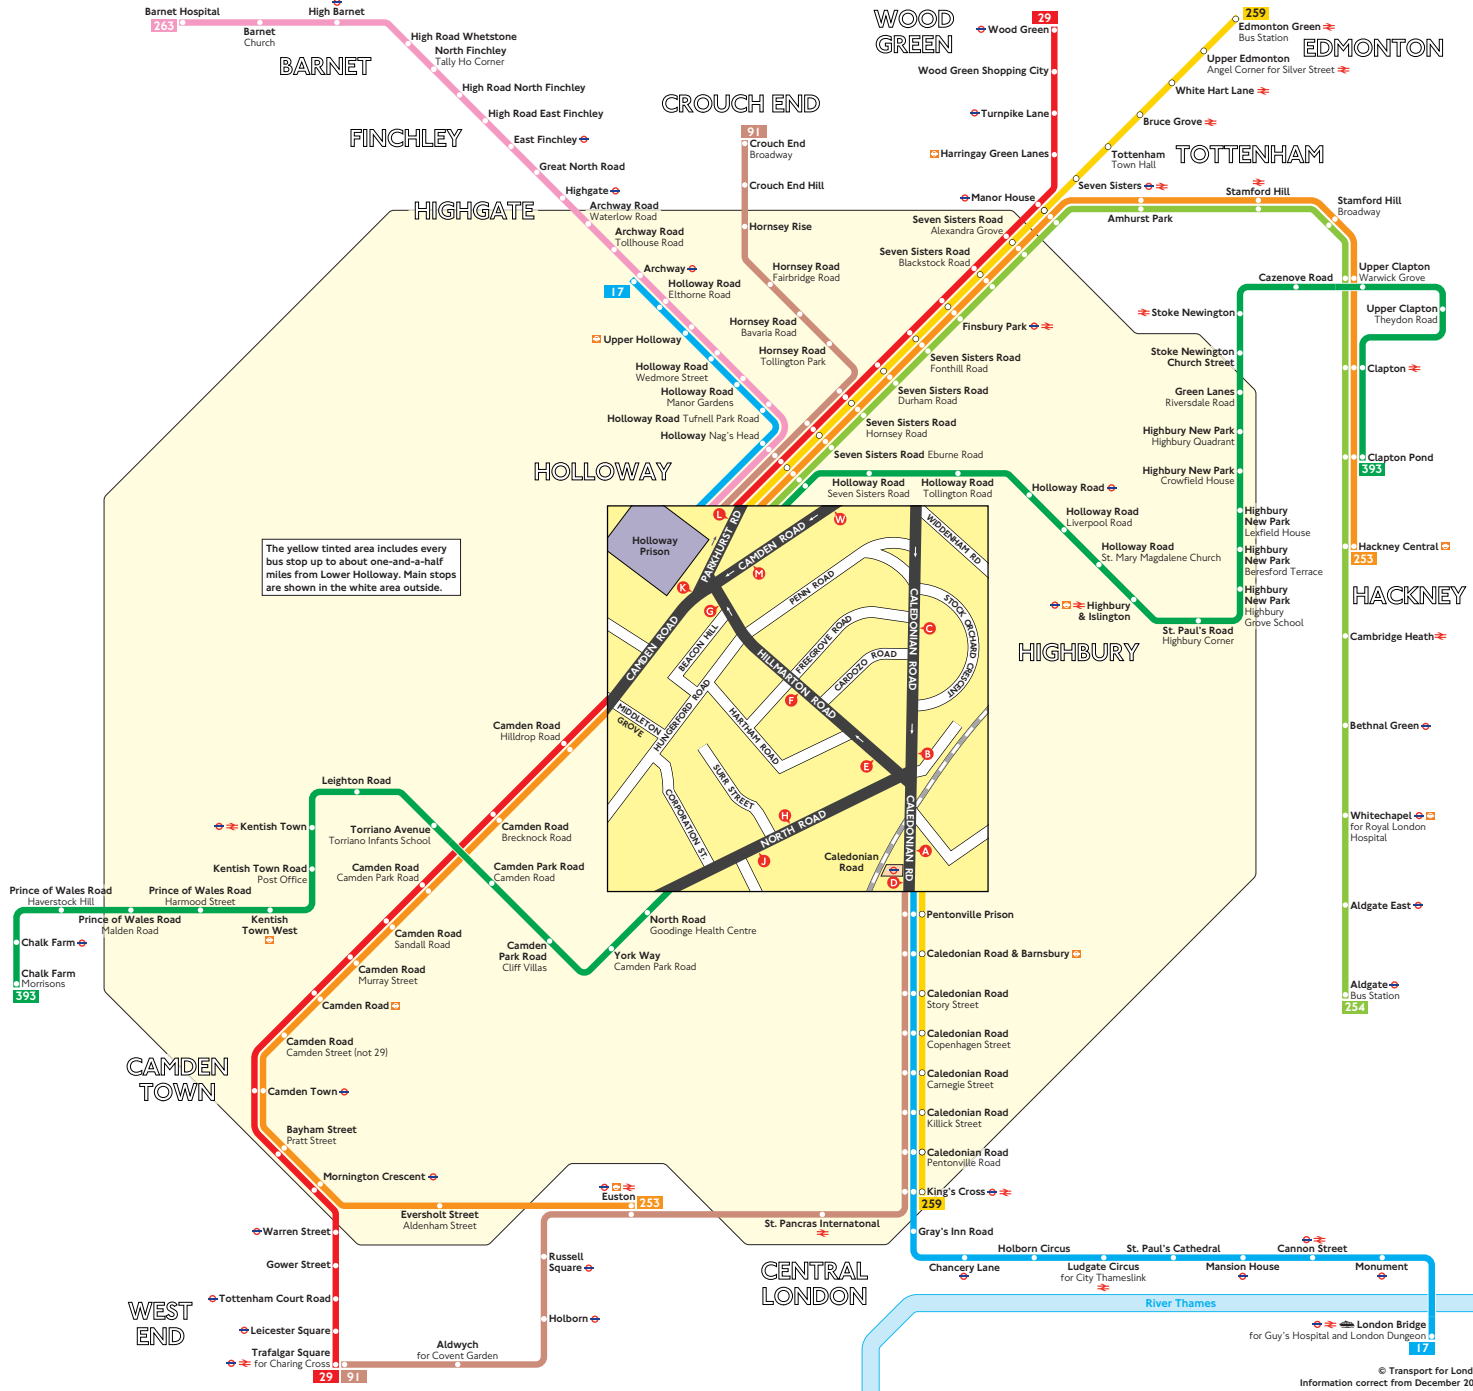 Barnet Hospital
263
High Barnet
Barnet
Church
BARNET
High Road Whetstone
North Finchley
Tally Ho Corner
High Road North Finchley
High Road East Finchley
FINCHLEY
East Finchley
Great North Road
Highgate
HIGHGATE
Archway Road
Waterlow Road
Archway Road
Tollhouse Road
Archway
17
Holloway Road
Elthorne Road
Upper Holloway
Holloway Road
Wedmore Street
Holloway Road
Manor Gardens
Holloway Road Tufnell Park Road
Holloway Nag's Head
HOLLOWAY
CROUCH END
91
Crouch End
Broadway
Crouch End Hill
Hornsey Rise
Hornsey Road
Fairbridge Road
Hornsey Road
Bavaria Road
Hornsey Road
Tollington Park
WOOD
GREEN
29
Wood Green
Wood Green Shopping City
Turnpike Lane
Harringay Green Lanes
Manor House
Seven Sisters Road
Alexandra Grove
Seven Sisters Road
Blackstock Road
259
Edmonton Green
Bus Station
EDMONTON
Upper Edmonton
Angel Corner for Silver Street
White Hart Lane
Bruce Grove
Tottenham
Town Hall
TOTTENHAM
Seven Sisters
Stamford Hill
Amhurst Park
Stamford Hill
Broadway
Finsbury Park
Seven Sisters Road
Fonthill Road
Seven Sisters Road
Durham Road
Seven Sisters Road
Hornsey Road
Seven Sisters Road Eburne Road
Cazenove Road
Upper Clapton
Warwick Grove
Upper Clapton
Theydon Road
Clapton
Clapton Pond
393
Stoke Newington
Stoke Newington
Church Street
Green Lanes
Riversdale Road
Highbury New Park
Highbury Quadrant
Highbury New Park
Crowfield House
Highbury
New Park
Lexfield House
Highbury
New Park
Beresford Terrace
Highbury
New Park
Highbury
Grove School
St. Paul's Road
Highbury Corner
Highbury
& Islington
HIGHBURY
Holloway Road
Seven Sisters Road
Holloway Road
Tollington Road
Holloway Road
Holloway Road
Liverpool Road
Holloway Road
St. Mary Magdalene Church
Hackney Central
253
HACKNEY
Cambridge Heath
Bethnal Green
Whitechapel
for Royal London
Hospital
Aldgate East
Aldgate
Bus Station
254
The yellow tinted area includes every
bus stop up to about one-and-a-half
miles from Lower Holloway. Main stops
are shown in the white area outside.
Holloway
Prison
PARKHURST RD
CAMDEN ROAD
CAMDEN ROAD
PENN ROAD
WIDDENHAM RD
CALEDONIAN ROAD
STOCK ORCHARD
CRESCENT
BEACON HILL
HILLMARTON ROAD
FREEGROVE ROAD
CARDOZO ROAD
HUNGERFORD ROAD
HARTHAM ROAD
MIDDLETON
GROVE
SURR STREET
CORPORATION ST.
NORTH ROAD
CALEDONIAN RD
Caledonian
Road
L
W
K
M
G
C
F
B
E
H
J
A
D
Camden Road
Hilldrop Road
Camden Road
Brecknock Road
Leighton Road
Kentish Town
Torriano Avenue
Torriano Infants School
Kentish Town Road
Post Office
Camden Road
Camden Park Road
Camden Park Road
Camden Road
Prince of Wales Road
Haverstock Hill
Prince of Wales Road
Harmood Street
Prince of Wales Road
Malden Road
Kentish
Town West
Chalk Farm
Chalk Farm
Morrisons
393
Camden Road
Sandall Road
Camden Road
Murray Street
Camden Road
Camden Road
Camden Street (not 29)
Camden
Park Road
Cliff Villas
York Way
Camden Park Road
North Road
Goodinge Health Centre
CAMDEN
TOWN
Camden Town
Bayham Street
Pratt Street
Mornington Crescent
Eversholt Street
Aldenham Street
Euston
253
Warren Street
Gower Street
Tottenham Court Road
Leicester Square
Trafalgar Square
for Charing Cross
29
91
WEST
END
Aldwych
for Covent Garden
Holborn
Russell
Square
St. Pancras Internatonal
CENTRAL
LONDON
Pentonville Prison
Caledonian Road & Barnsbury
Caledonian Road
Story Street
Caledonian Road
Copenhagen Street
Caledonian Road
Carnegie Street
Caledonian Road
Killick Street
Caledonian Road
Pentonville Road
King's Cross
259
Gray's Inn Road
Chancery Lane
Holborn Circus
Ludgate Circus
for City Thameslink
St. Paul's Cathedral
Mansion House
Cannon Street
Monument
River Thames
London Bridge
for Guy's Hospital and London Dungeon
17
© Transport for Lond
Information correct from December 20